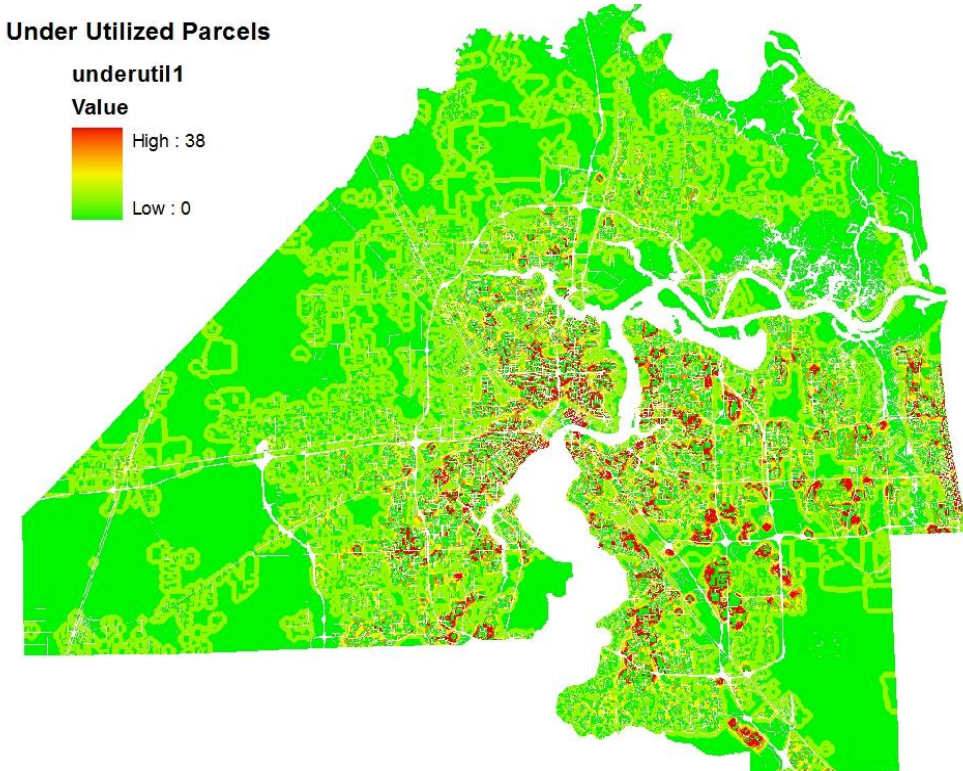 Under Utilized Parcels
underutil1
Value
High : 38
Low : 0